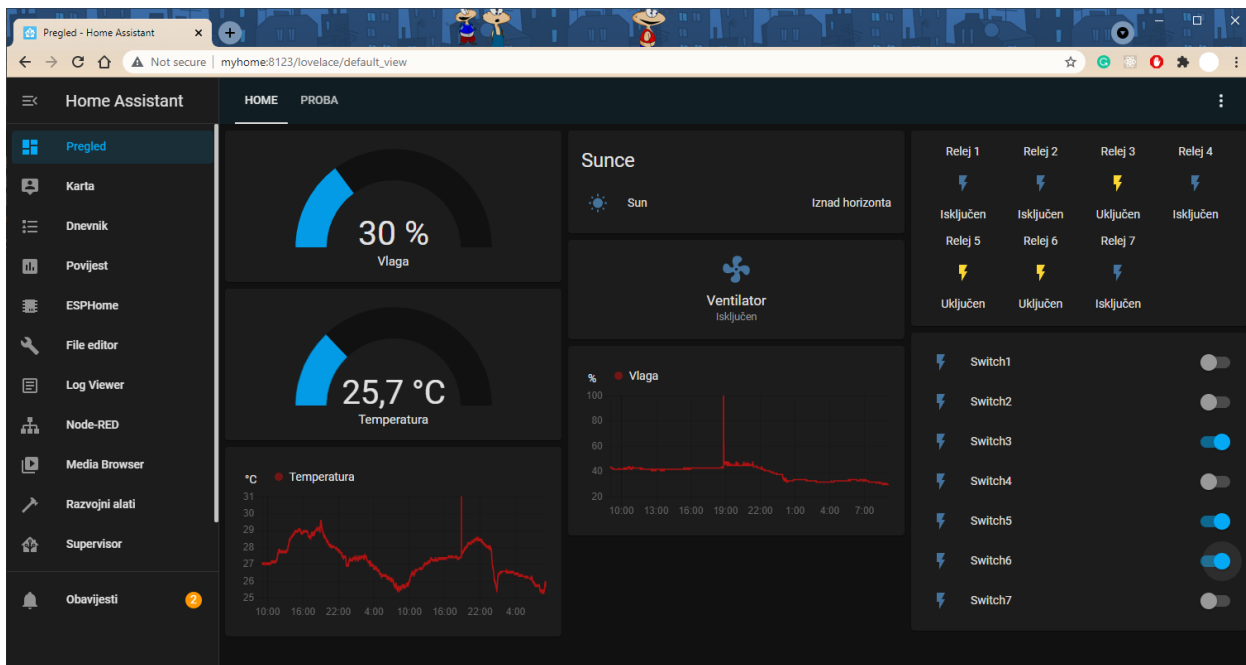 Pregled - Home Assistant
Not secure | myhome:8123/lovelace/default_view
Home Assistant
HOME PROBA
Pregled
Karta
Dnevnik
Povijest
ESPHome
File editor
Log Viewer
Node-RED
Media Browser
Razvojni alati
Supervisor
Obavijesti 2
30 %
Vlaga
25,7 °C
Temperatura
°C Temperatura
31
30
29
28
27
26
25
10:00 16:00 22:00 4:00 10:00 16:00 22:00 4:00
Sunce
Sun Iznad horizonta
Ventilator
Isključen
% Vlaga
100
80
60
40
20
10:00 13:00 16:00 19:00 22:00 1:00 4:00 7:00
Relej 1 Relej 2 Relej 3 Relej 4
Isključen Isključen Uključen Isključen
Relej 5 Relej 6 Relej 7
Uključen Uključen Isključen
Switch1
Switch2
Switch3
Switch4
Switch5
Switch6
Switch7